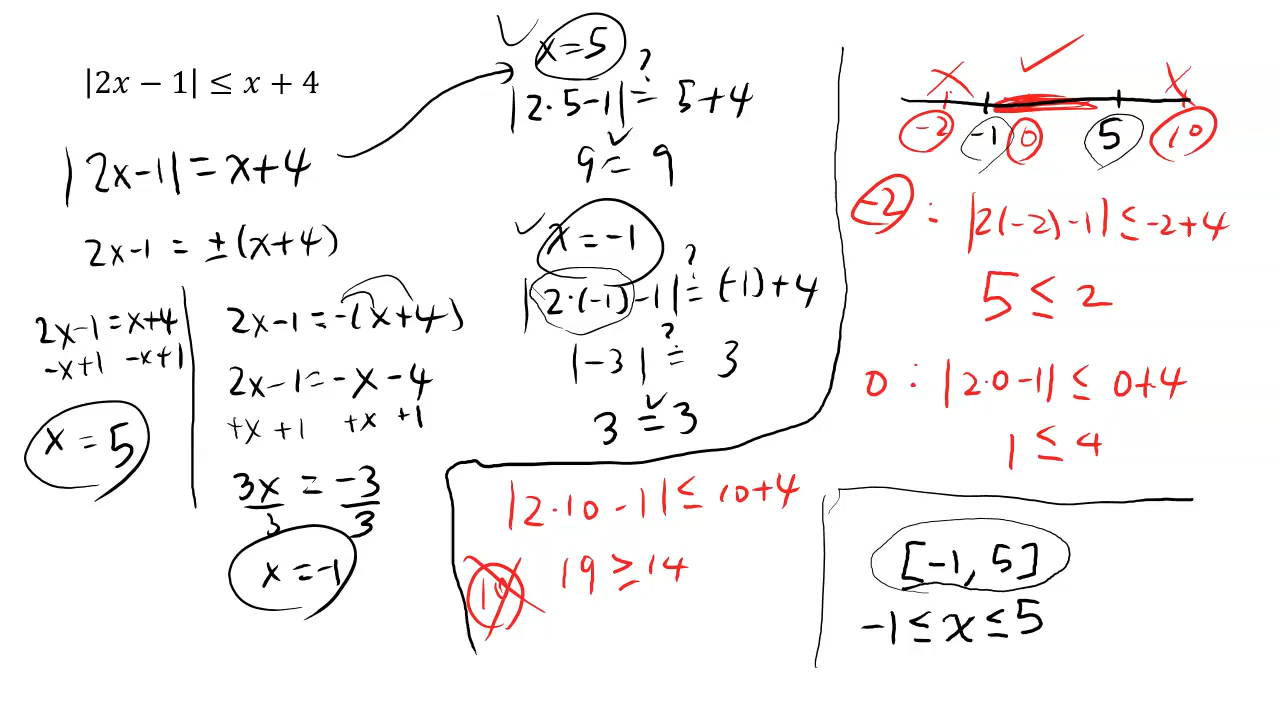 |2x − 1| ≤ x + 4
|2x-1| = x+4
2x-1 = ±(x+4)
2x-1 = x+4
-x+1 -x+1
x = 5
2x-1 = -(x+4)
2x-1 = -x-4
+x +1 +x +1
3x = -3
3 3
x = -1
✓ x = 5
?
|2·5-1| = 5+4
✓
9 = 9
✓ x = -1
?
|2·(-1)-1| = (-1)+4
?
|-3| = 3
✓
3 = 3
|2·10-1| ≤ 10+4
10 19 ≥ 14
x ✓ x
-2 -1 0 5 10
-2 : |2(-2)-1| ≤ -2+4
5 ≤ 2
0 : |2·0-1| ≤ 0+4
1 ≤ 4
[-1, 5]
-1 ≤ x ≤ 5